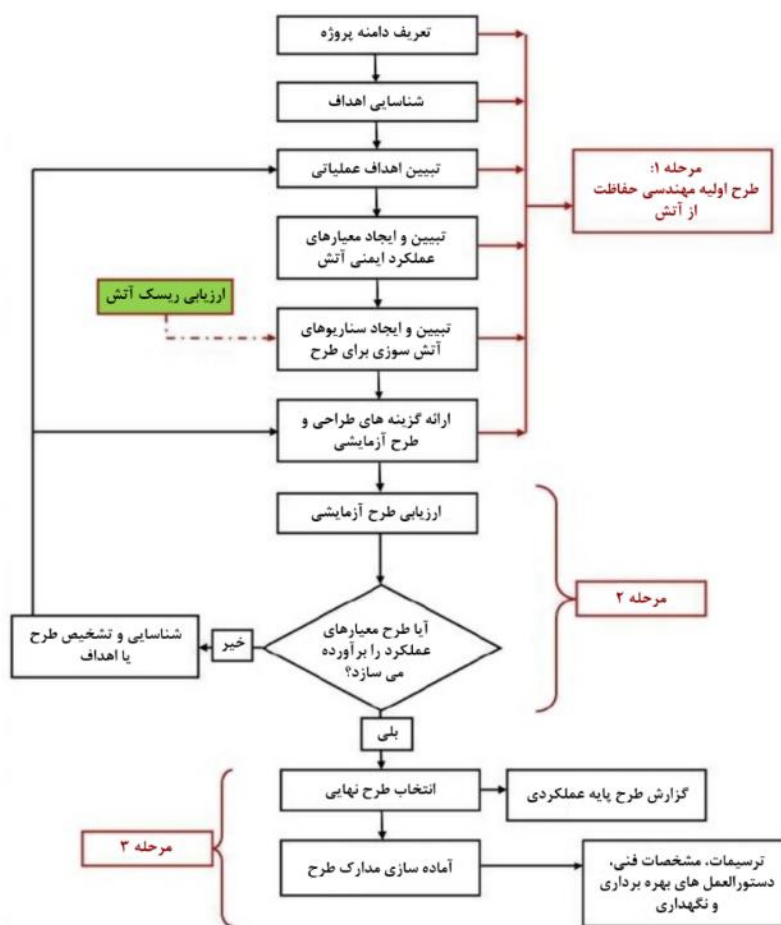 تعریف دامنه پروژه
شناسایی اهداف
تبیین اهداف عملیاتی
مرحله ۱:
طرح اولیه مهندسی حفاظت
از آتش
تبیین و ایجاد معیارهای
عملکرد ایمنی آتش
ارزیابی ریسک آتش
تبیین و ایجاد سناریوهای
آتش سوزی برای طرح
ارائه گزینه های طراحی و
طرح آزمایشی
ارزیابی طرح آزمایشی
مرحله ۲
آیا طرح معیارهای
عملکرد را برآورده
می سازد؟
خیر
شناسایی و تشخیص طرح
یا اهداف
بلی
انتخاب طرح نهایی
گزارش طرح پایه عملکردی
مرحله ۳
آماده سازی مدارک طرح
ترسیمات، مشخصات فنی،
دستورالعمل های بهره برداری
و نگهداری